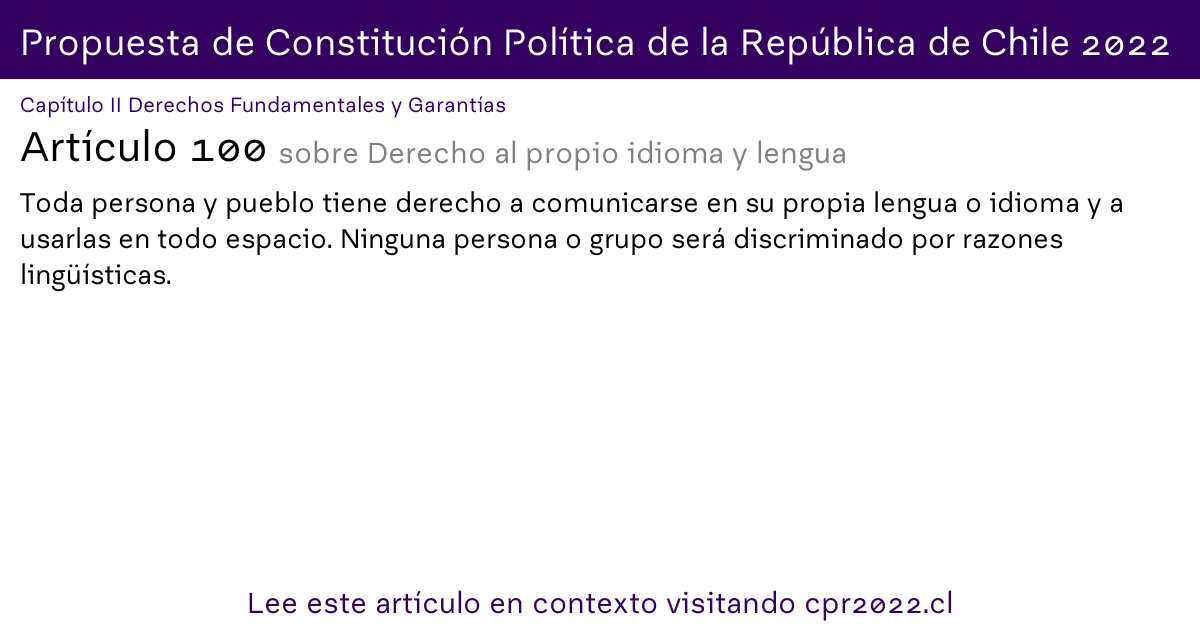 Propuesta de Constitución Política de la República de Chile 2022
Capítulo II Derechos Fundamentales y Garantías
Artículo 100 sobre Derecho al propio idioma y lengua
Toda persona y pueblo tiene derecho a comunicarse en su propia lengua o idioma y a
usarlas en todo espacio. Ninguna persona o grupo será discriminado por razones
lingüísticas.
Lee este artículo en contexto visitando cpr2022.cl